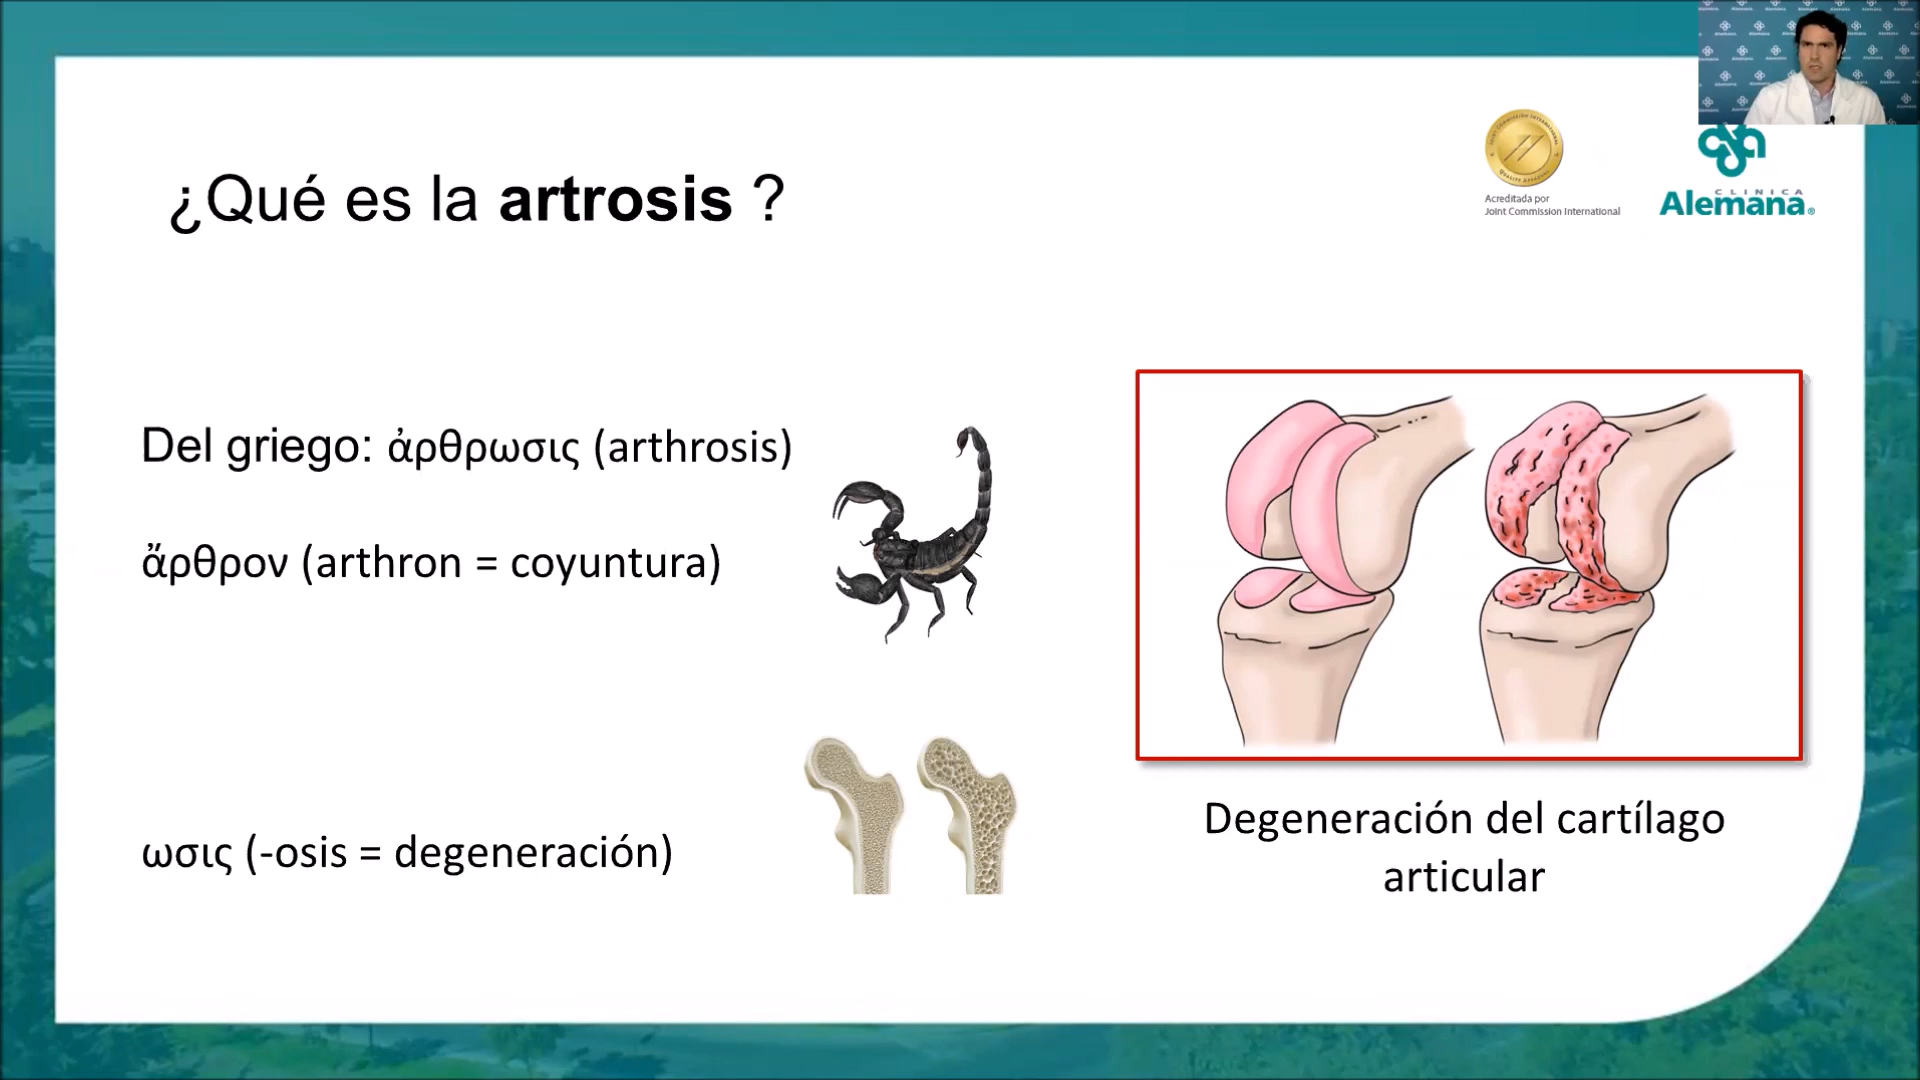 ¿Qué es la artrosis ?
Acreditada por
Joint Commission International
CLINICA
Alemana®
Del griego: ἀρθρωσις (arthrosis)
ἄρθρον (arthron = coyuntura)
ωσις (-osis = degeneración)
Degeneración del cartílago
articular